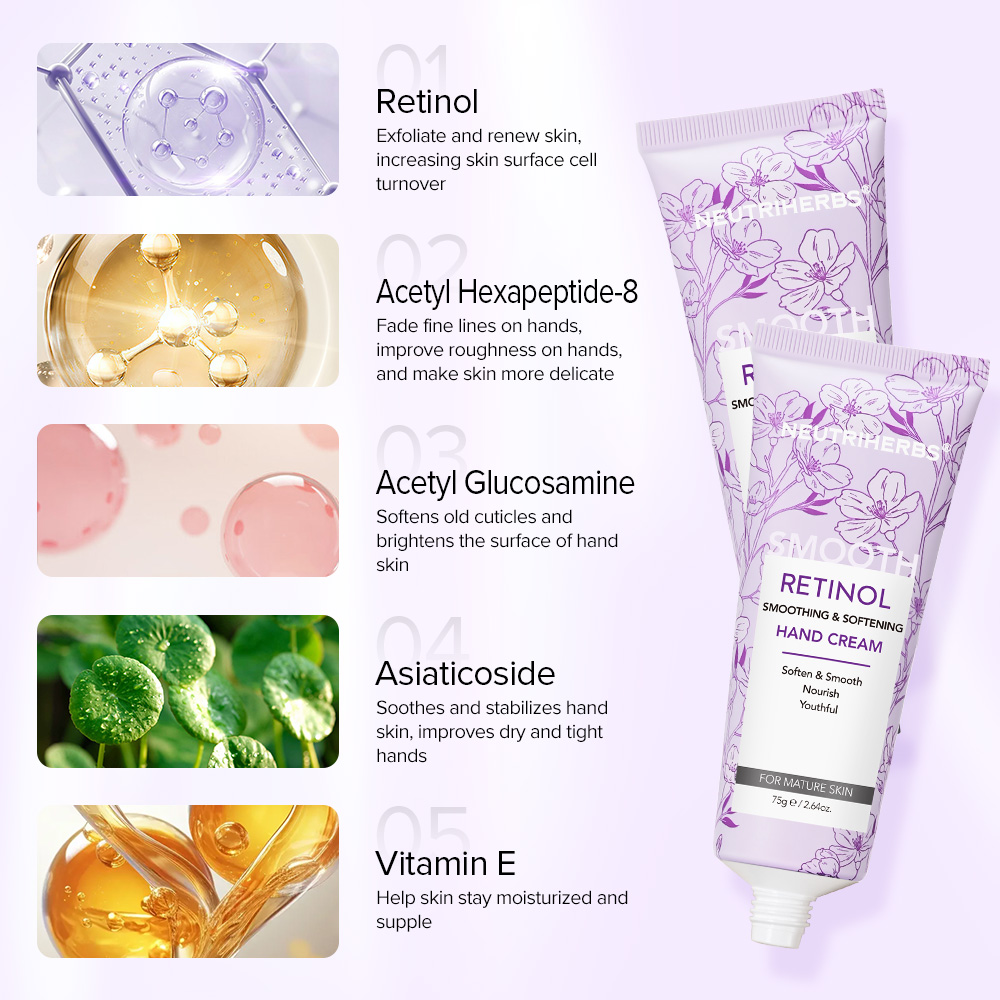 01
Retinol
Exfoliate and renew skin,
increasing skin surface cell
turnover
02
Acetyl Hexapeptide-8
Fade fine lines on hands,
improve roughness on hands,
and make skin more delicate
03
Acetyl Glucosamine
Softens old cuticles and
brightens the surface of hand
skin
04
Asiaticoside
Soothes and stabilizes hand
skin, improves dry and tight
hands
05
Vitamin E
Help skin stay moisturized and
supple
NEUTRIHERBS®
SMOOTH
R
SMO
NEUTRIHERBS®
SMOOTH
RETINOL
SMOOTHING & SOFTENING
HAND CREAM
Soften & Smooth
Nourish
Youthful
FOR MATURE SKIN
75g ℮ / 2.64oz.